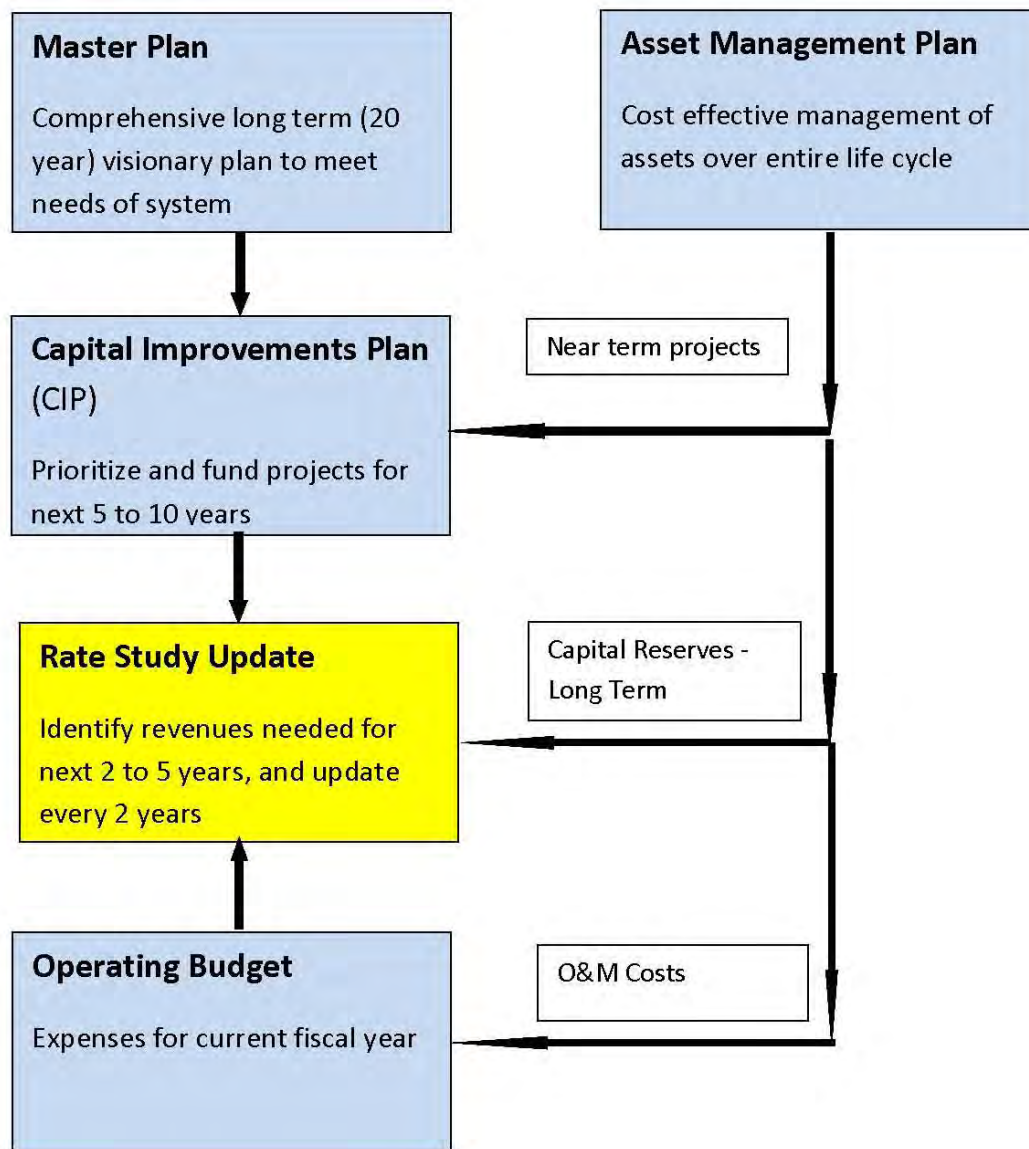 Master Plan
Comprehensive long term (20
year) visionary plan to meet
needs of system
Asset Management Plan
Cost effective management of
assets over entire life cycle
Capital Improvements Plan
(CIP)
Prioritize and fund projects for
next 5 to 10 years
Near term projects
Rate Study Update
Identify revenues needed for
next 2 to 5 years, and update
every 2 years
Capital Reserves -
Long Term
Operating Budget
Expenses for current fiscal year
O&M Costs